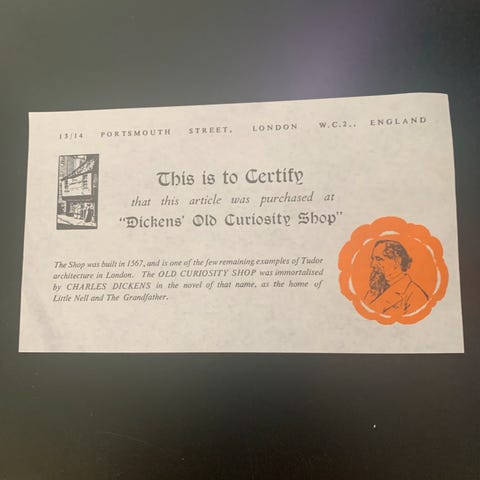 13/14 PORTSMOUTH STREET, LONDON W.C.2., ENGLAND
This is to Certify
that this article was purchased at
"Dickens' Old Curiosity Shop"
The Shop was built in 1567, and is one of the few remaining examples of Tudor
architecture in London. The OLD CURIOSITY SHOP was immortalised
by CHARLES DICKENS in the novel of that name, as the home of
Little Nell and The Grandfather.